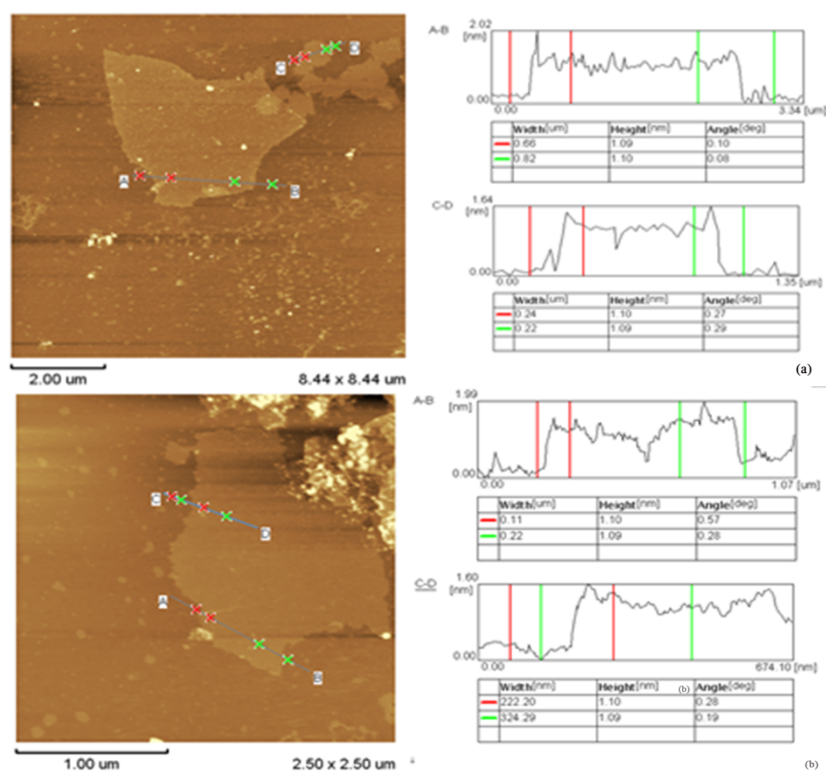 A-B
2.02
[nm]
0.00
0.00
3.34 [um]
Width[um] Height[nm] Angle[deg]
0.66 1.09 0.10
0.82 1.10 0.08
C-D
1.64
[nm]
0.00
0.00
1.35 [um]
Width[um] Height[nm] Angle[deg]
0.24 1.10 0.27
0.22 1.09 0.29
C D
A B
2.00 um 8.44 x 8.44 um
(a)
A-B
1.99
[nm]
0.00
0.00
1.07
[um]
Width[um] Height[nm] Angle[deg]
0.11 1.10 0.57
0.22 1.09 0.28
C-D
1.60
[nm]
0.00
0.00
674.10 [nm]
(b)
Width[nm] Height[nm] Angle[deg]
222.20 1.10 0.28
324.29 1.09 0.19
C D
A B
1.00 um 2.50 x 2.50 um
(b)